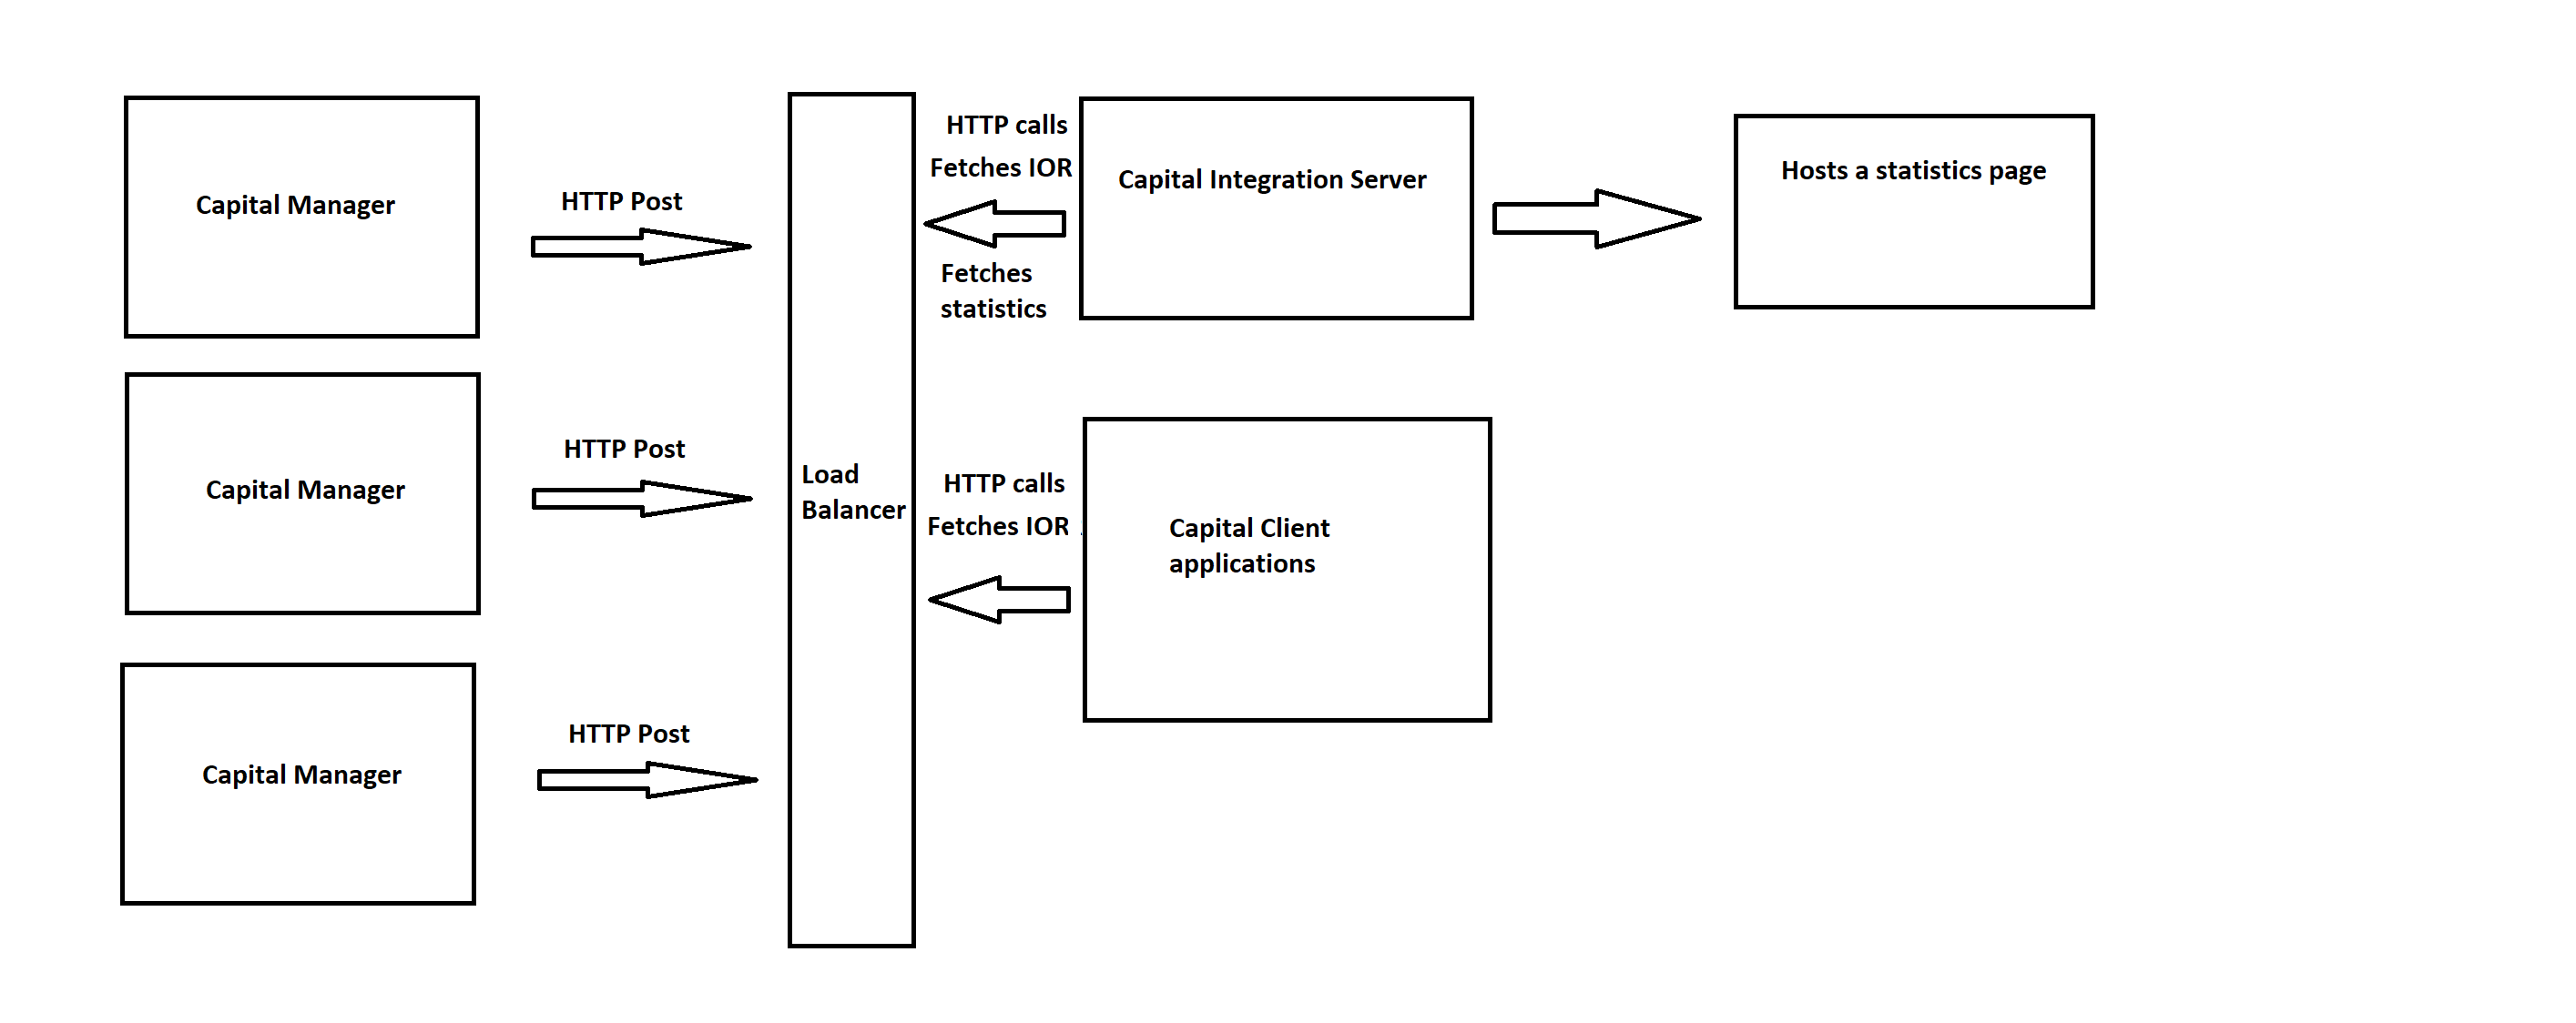 Capital Manager
HTTP Post
HTTP calls
Fetches IOR
Fetches
statistics
Capital Integration Server
Hosts a statistics page
Capital Manager
HTTP Post
Load
Balancer
HTTP calls
Fetches IOR
Capital Client
applications
Capital Manager
HTTP Post